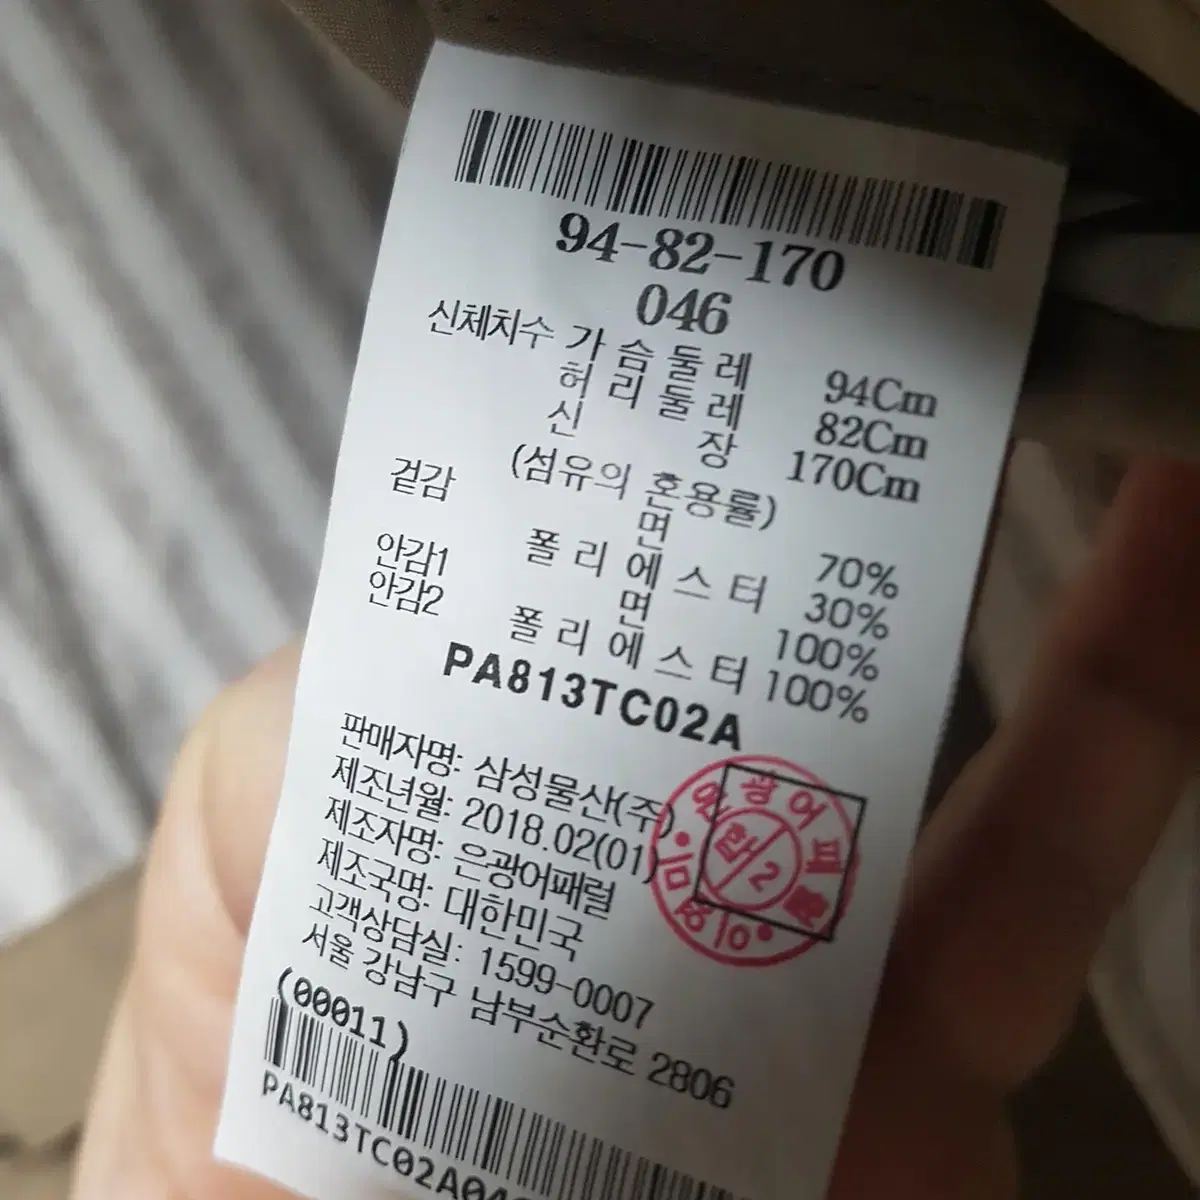 94-82-170
046
신체치수 가슴둘레 94Cm
허리둘레 82Cm
신 장 170Cm
(섬유의 혼용률)
겉감 면 70%
폴리에스터 30%
안감1 면 100%
안감2 폴리에스터 100%
PA813TC02A
판매자명: 삼성물산(주)
제조년월: 2018.02(01)
제조자명: 은광어패럴
제조국명: 대한민국
고객상담실: 1599-0007
서울 강남구 남부순환로 2806
(00011)
PA813TC02A04
2